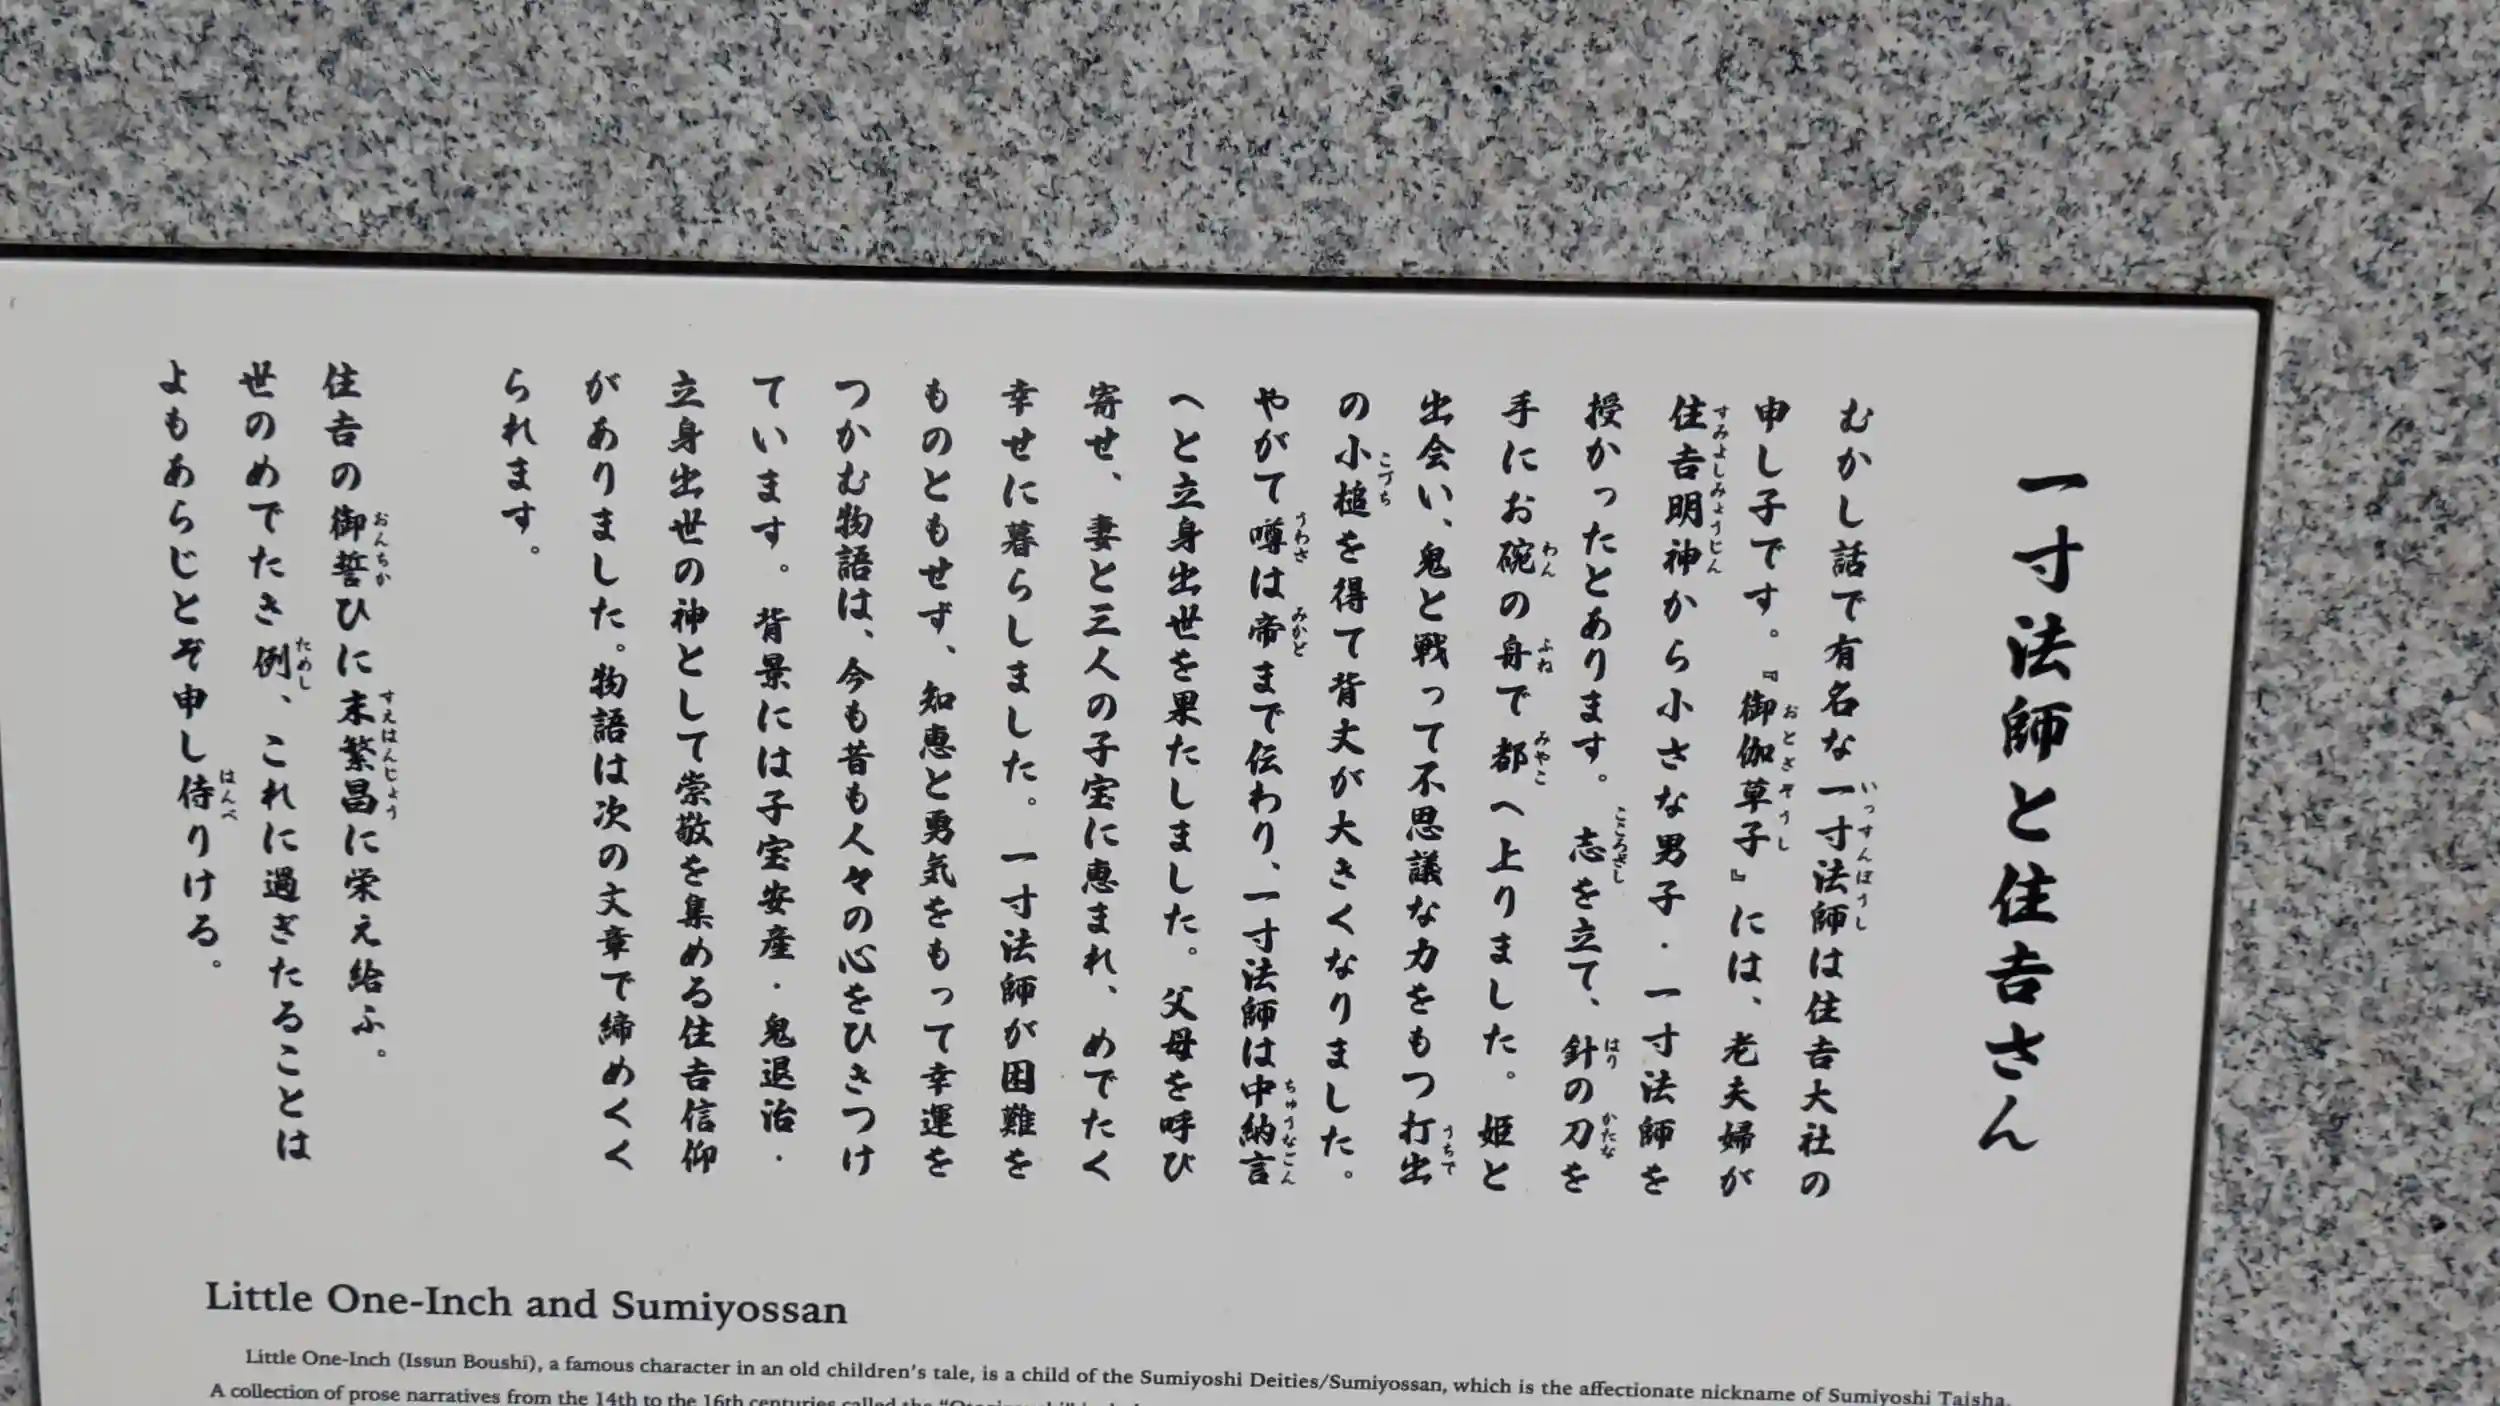 一寸法師と住吉さん
むかし話で有名な一寸法師は住吉大社の
申し子です。『御伽草子』には、老夫婦が
住吉明神から小さな男子・一寸法師を
授かったとあります。志を立て、針の刀を
手にお碗の舟で都へ上りました。姫と
出会い、鬼と戦って不思議な力をもつ打出
の小槌を得て背丈が大きくなりました。
やがて噂は帝まで伝わり、一寸法師は中納言
へと立身出世を果たしました。父母を呼び
寄せ、妻と三人の子宝に恵まれ、めでたく
幸せに暮らしました。一寸法師が困難を
ものともせず、知恵と勇気をもって幸運を
つかむ物語は、今も昔も人々の心をひきつけ
ています。背景には子宝安産・鬼退治・
立身出世の神として崇敬を集める住吉信仰
がありました。物語は次の文章で締めくく
られます。
住吉の御誓ひに末繁昌に栄え給ふ。
世のめでたき例、これに過ぎたることは
よもあらじとぞ申し侍りける。
Little One-Inch and Sumiyossan
Little One-Inch (Issun Boushi), a famous character in an old children's tale, is a child of the Sumiyoshi Deities/Sumiyossan, which is the affectionate nickname of Sumiyoshi Taisha.
A collection of prose narratives from the 14th to the 16th centuries called the